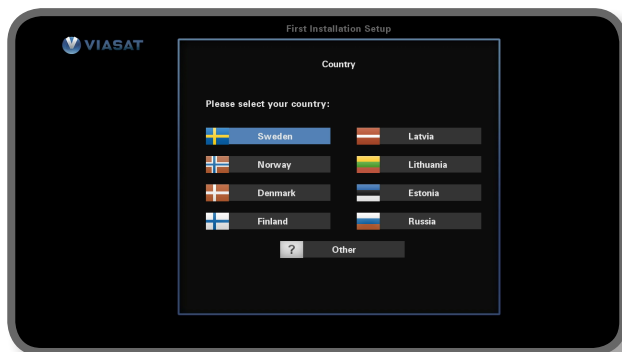 First Installation Setup
VIASAT
Country
Please select your country:
Sweden
Latvia
Norway
Lithuania
Denmark
Estonia
Finland
Russia
? Other